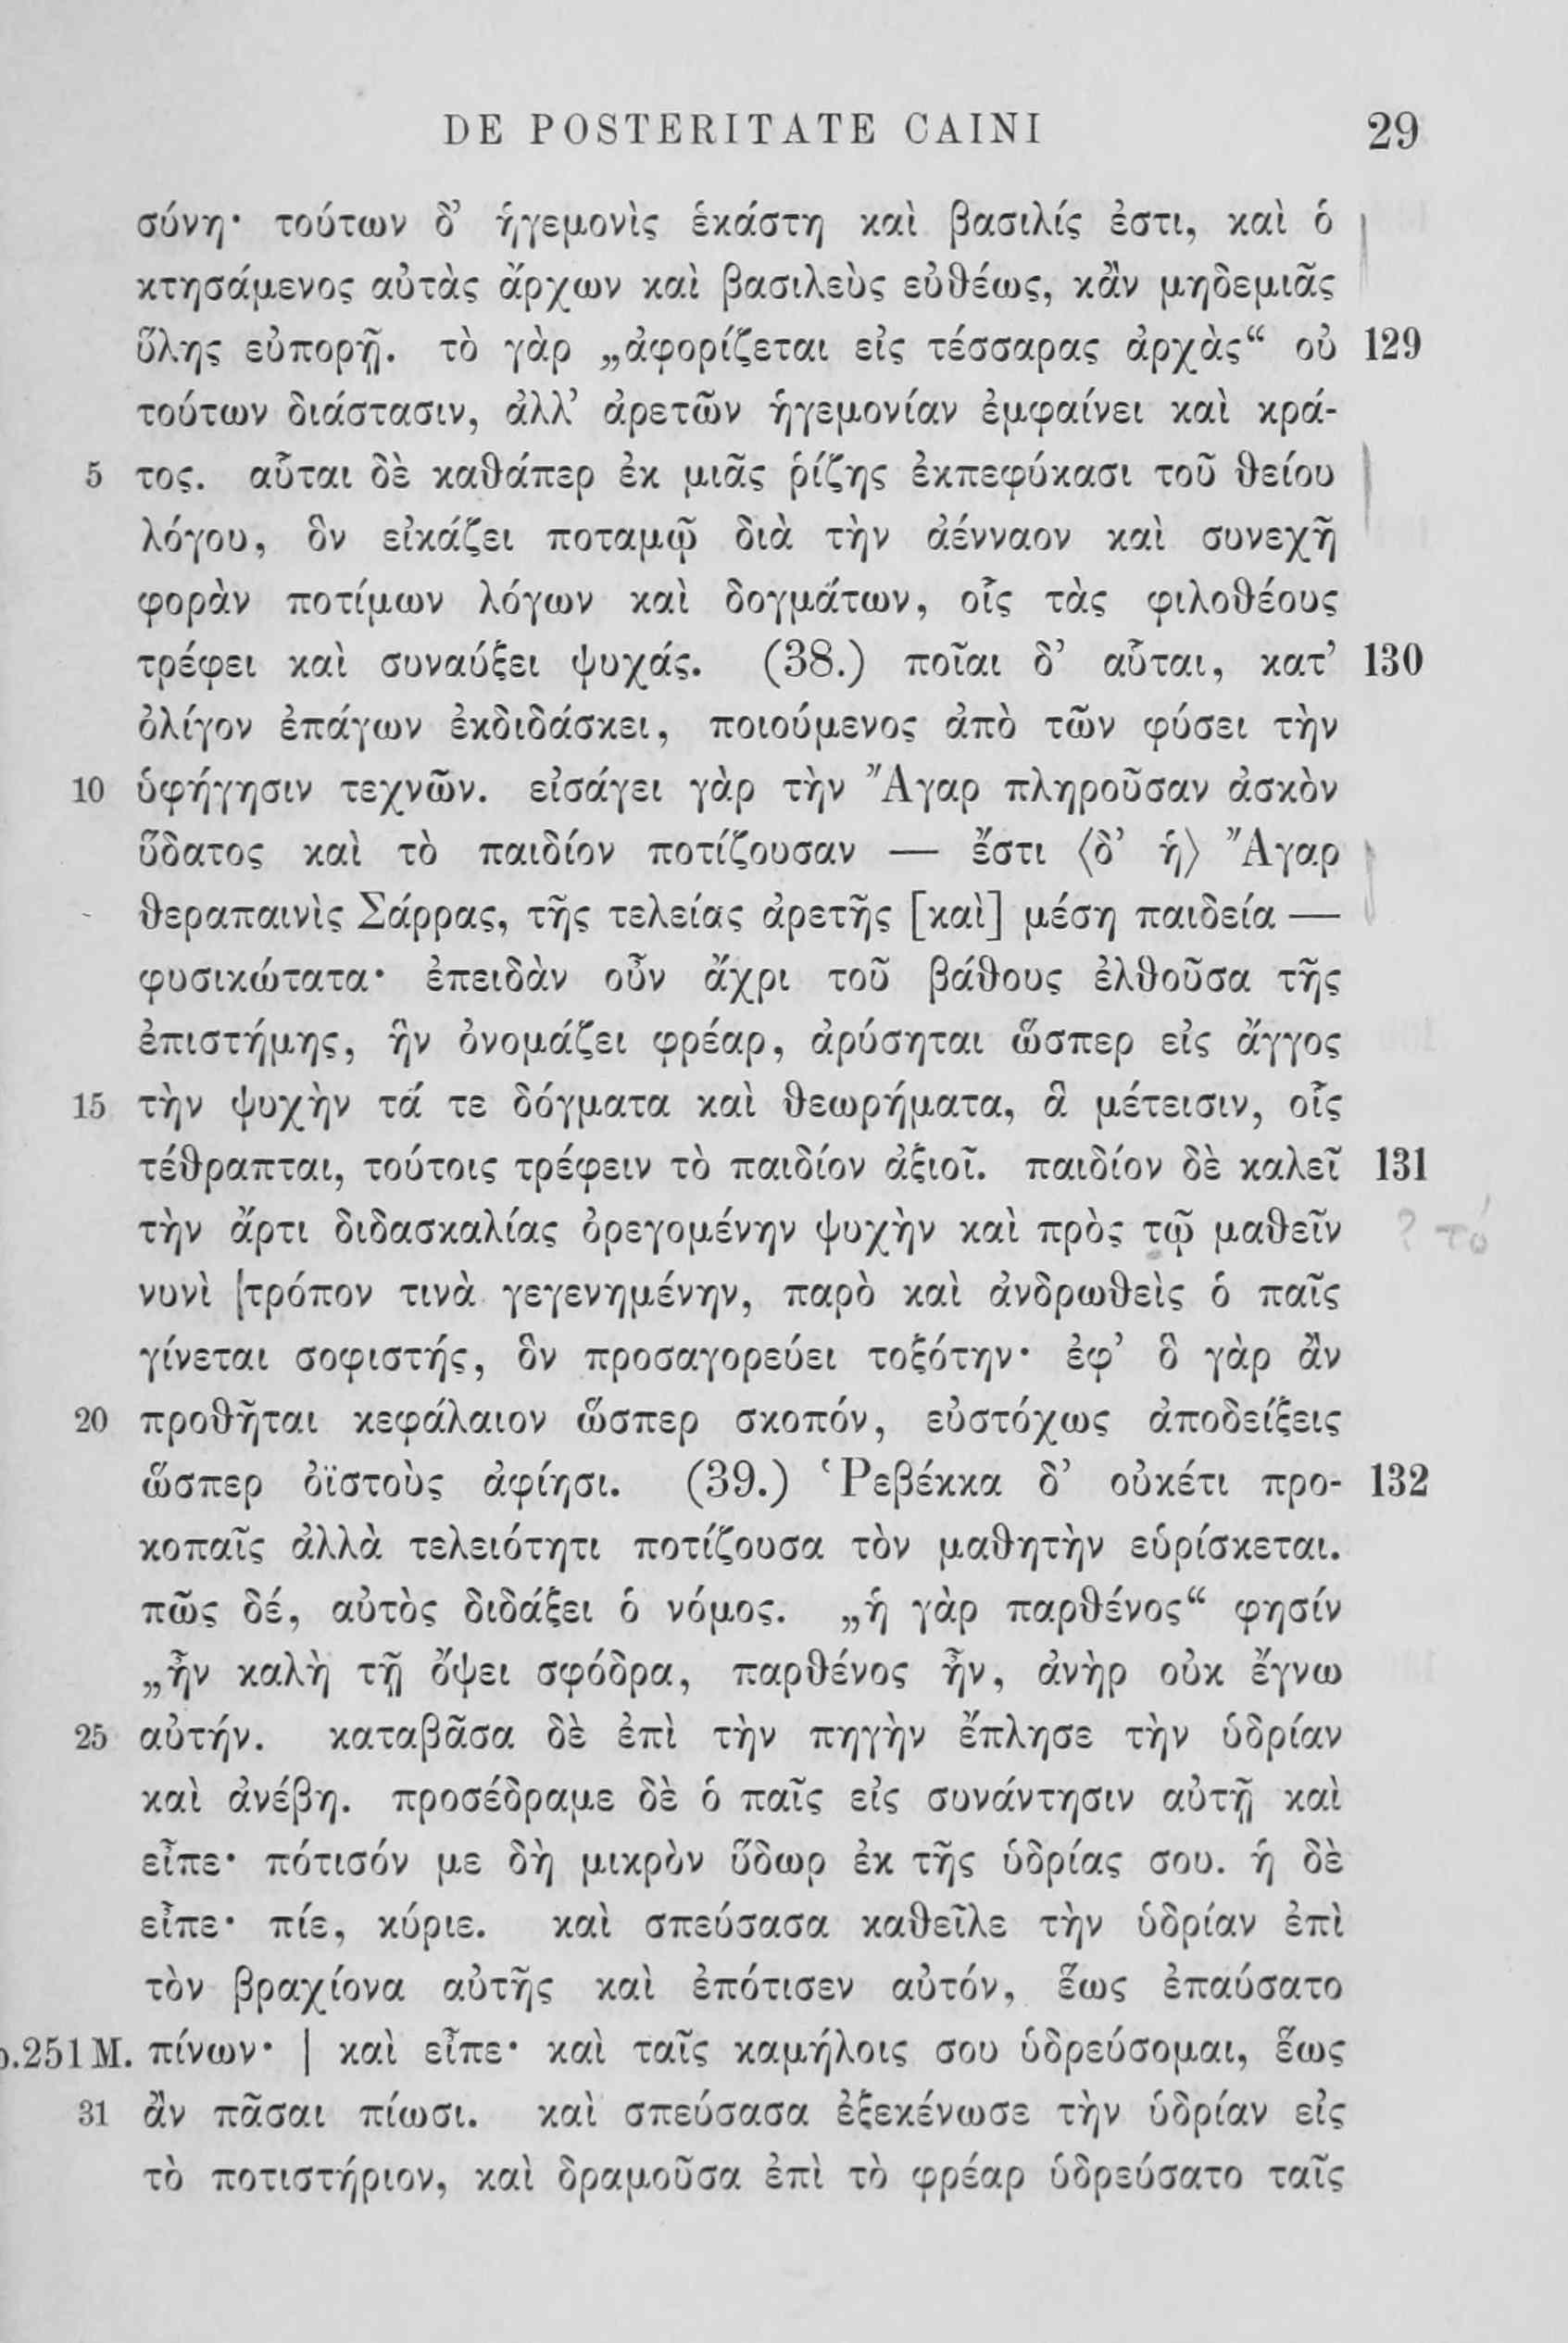 DE POSTERITATE CAINI 29
σύνη· τούτων δ’ ἡγεμονὶς ἑκάστη καὶ βασιλίς ἐστι, καὶ ὁ
κτησάμενος αὐτὰς ἄρχων καὶ βασιλεὺς εὐθέως, κἂν μηδεμιᾶς
ὕλης εὐπορῇ. τὸ γὰρ „ἀφορίζεται εἰς τέσσαρας ἀρχὰς“ οὐ 129
τούτων διάστασιν, ἀλλ’ ἀρετῶν ἡγεμονίαν ἐμφαίνει καὶ κρά-
5 τος. αὗται δὲ καθάπερ ἐκ μιᾶς ῥίζης ἐκπεφύκασι τοῦ θείου
λόγου, ὃν εἰκάζει ποταμῷ διὰ τὴν ἀένναον καὶ συνεχῆ
φορὰν ποτίμων λόγων καὶ δογμάτων, οἷς τὰς φιλοθέους
τρέφει καὶ συναύξει ψυχάς. (38.) ποῖαι δ’ αὗται, κατ’ 130
ὀλίγον ἐπάγων ἐκδιδάσκει, ποιούμενος ἀπὸ τῶν φύσει τὴν
10 ὑφήγησιν τεχνῶν. εἰσάγει γὰρ τὴν Ἄγαρ πληροῦσαν ἀσκὸν
ὕδατος καὶ τὸ παιδίον ποτίζουσαν — ἔστι ⟨δ’ ἡ⟩ Ἄγαρ
θεραπαινὶς Σάρρας, τῆς τελείας ἀρετῆς [καὶ] μέση παιδεία —
φυσικώτατα· ἐπειδὰν οὖν ἄχρι τοῦ βάθους ἐλθοῦσα τῆς
ἐπιστήμης, ἣν ὀνομάζει φρέαρ, ἀρύσηται ὥσπερ εἰς ἄγγος
15 τὴν ψυχὴν τά τε δόγματα καὶ θεωρήματα, ἃ μέτεισιν, οἷς
τέθραπται, τούτοις τρέφειν τὸ παιδίον ἀξιοῖ. παιδίον δὲ καλεῖ 131
τὴν ἄρτι διδασκαλίας ὀρεγομένην ψυχὴν καὶ πρὸς τῷ μαθεῖν ? τό
νυνὶ |τρόπον τινὰ γεγενημένην, παρὸ καὶ ἀνδρωθεὶς ὁ παῖς
γίνεται σοφιστής, ὃν προσαγορεύει τοξότην· ἐφ’ ὃ γὰρ ἂν
20 προθῆται κεφάλαιον ὥσπερ σκοπόν, εὐστόχως ἀποδείξεις
ὥσπερ ὀϊστοὺς ἀφίησι. (39.) Ῥεβέκκα δ’ οὐκέτι προ- 132
κοπαῖς ἀλλὰ τελειότητι ποτίζουσα τὸν μαθητὴν εὑρίσκεται.
πῶς δέ, αὐτὸς διδάξει ὁ νόμος. „ἡ γὰρ παρθένος“ φησίν
„ἦν καλὴ τῇ ὄψει σφόδρα, παρθένος ἦν, ἀνὴρ οὐκ ἔγνω
25 αὐτήν. καταβᾶσα δὲ ἐπὶ τὴν πηγὴν ἔπλησε τὴν ὑδρίαν
καὶ ἀνέβη. προσέδραμε δὲ ὁ παῖς εἰς συνάντησιν αὐτῇ καὶ
εἶπε· πότισόν με δὴ μικρὸν ὕδωρ ἐκ τῆς ὑδρίας σου. ἡ δὲ
εἶπε· πίε, κύριε. καὶ σπεύσασα καθεῖλε τὴν ὑδρίαν ἐπὶ
τὸν βραχίονα αὐτῆς καὶ ἐπότισεν αὐτόν, ἕως ἐπαύσατο
p.251 M. πίνων· | καὶ εἶπε· καὶ ταῖς καμήλοις σου ὑδρεύσομαι, ἕως
31 ἂν πᾶσαι πίωσι. καὶ σπεύσασα ἐξεκένωσε τὴν ὑδρίαν εἰς
τὸ ποτιστήριον, καὶ δραμοῦσα ἐπὶ τὸ φρέαρ ὑδρεύσατο ταῖς